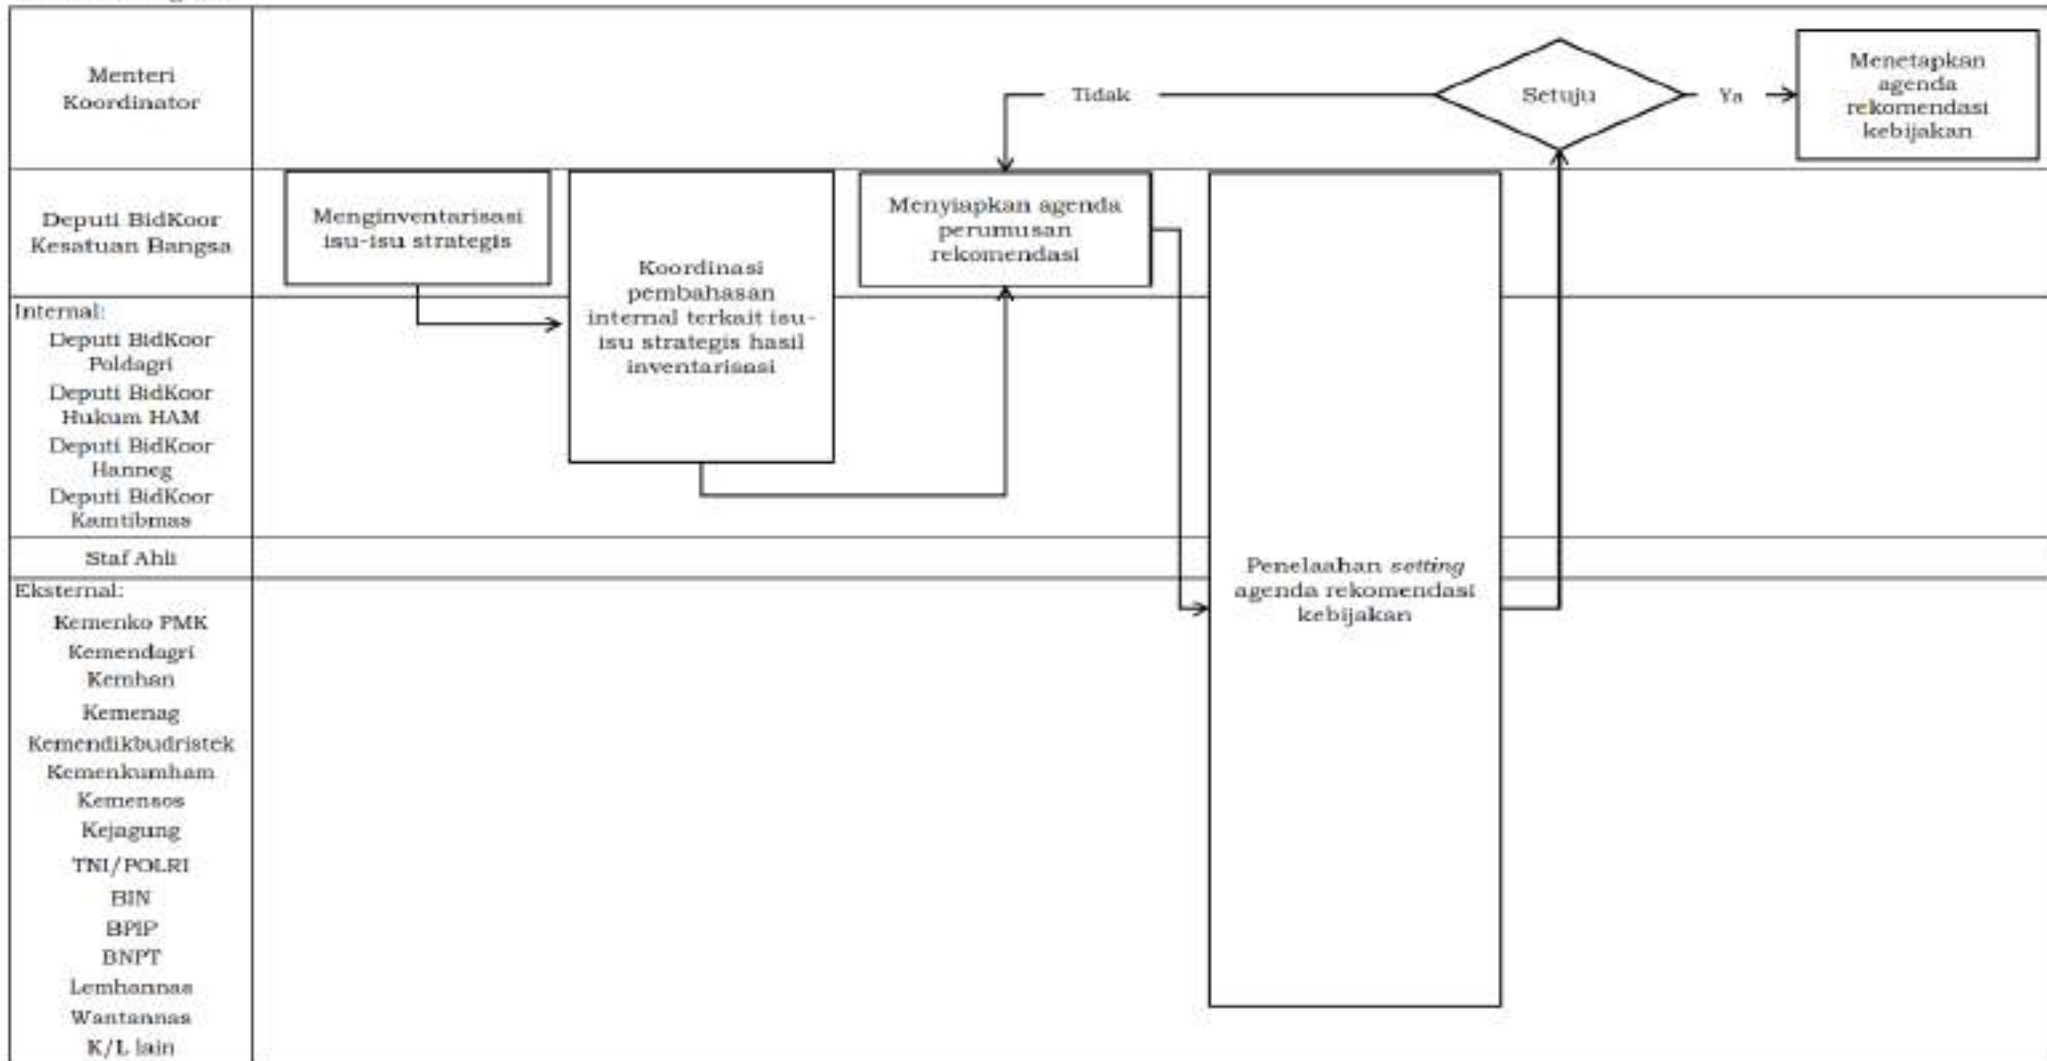 Menteri
Koordinator
Tidak
Setuju
Ya
Menetapkan
agenda
rekomendasi
kebijakan
Deputi BidKoor
Kesatuan Bangsa
Menginventarisasi
isu-isu strategis
Koordinasi
pembahasan
internal terkait isu-
isu strategis hasil
inventarisasi
Menyiapkan agenda
perumusan
rekomendasi
Internal:
Deputi BidKoor
Poldagri
Deputi BidKoor
Hukum HAM
Deputi BidKoor
Hanneg
Deputi BidKoor
Kamtibmas
Staf Ahli
Penelaahan setting
agenda rekomendasi
kebijakan
Eksternal:
Kemenko PMK
Kemendagri
Kemhan
Kemenag
Kemendikbudristek
Kemenkumham
Kemensos
Kejagung
TNI/POLRI
BIN
BPIP
BNPT
Lemhannas
Wantannas
K/L lain